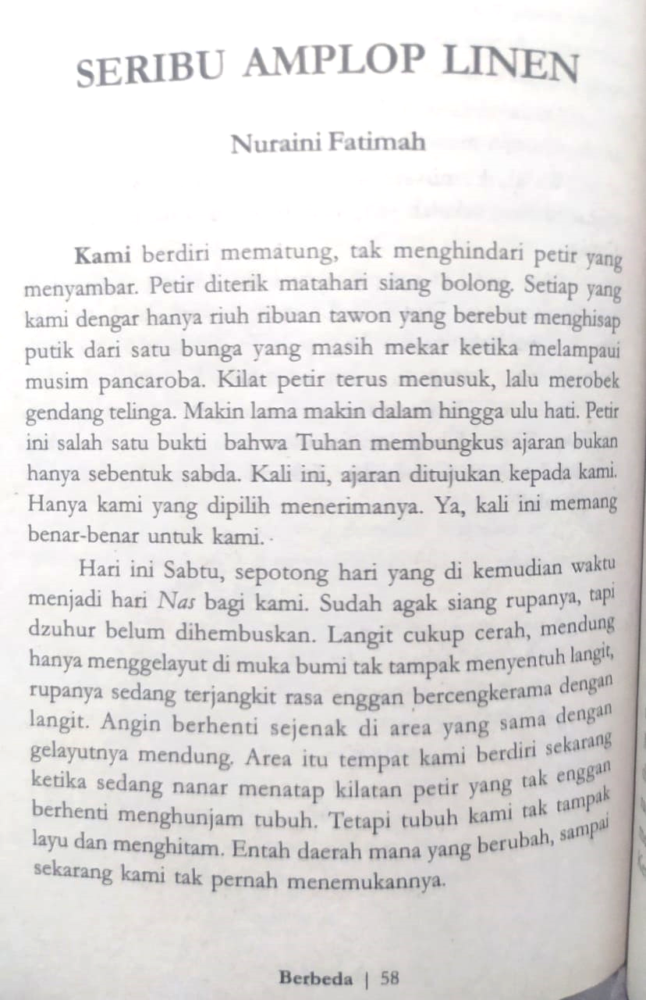 SERIBU AMPLOP LINEN
Nuraini Fatimah
Kami berdiri mematung, tak menghindari petir yang
menyambar. Petir diterik matahari siang bolong. Setiap yang
kami dengar hanya riuh ribuan tawon yang berebut menghisap
putik dari satu bunga yang masih mekar ketika melampaui
musim pancaroba. Kilat petir terus menusuk, lalu merobek
gendang telinga. Makin lama makin dalam hingga ulu hati. Petir
ini salah satu bukti bahwa Tuhan membungkus ajaran bukan
hanya sebentuk sabda. Kali ini, ajaran ditujukan kepada kami.
Hanya kami yang dipilih menerimanya. Ya, kali ini memang
benar-benar untuk kami.
Hari ini Sabtu, sepotong hari yang di kemudian waktu
menjadi hari Nas bagi kami. Sudah agak siang rupanya, tapi
dzuhur belum dihembuskan. Langit cukup cerah, mendung
hanya menggelayut di muka bumi tak tampak menyentuh langit,
rupanya sedang terjangkit rasa enggan bercengkerama dengan
langit. Angin berhenti sejenak di area yang sama dengan
gelayutnya mendung. Area itu tempat kami berdiri sekarang
ketika sedang nanar menatap kilatan petir yang tak enggan
berhenti menghunjam tubuh. Tetapi tubuh kami tak tampak
layu dan menghitam. Entah daerah mana yang berubah, sampai
sekarang kami tak pernah menemukannya.
Berbeda | 58